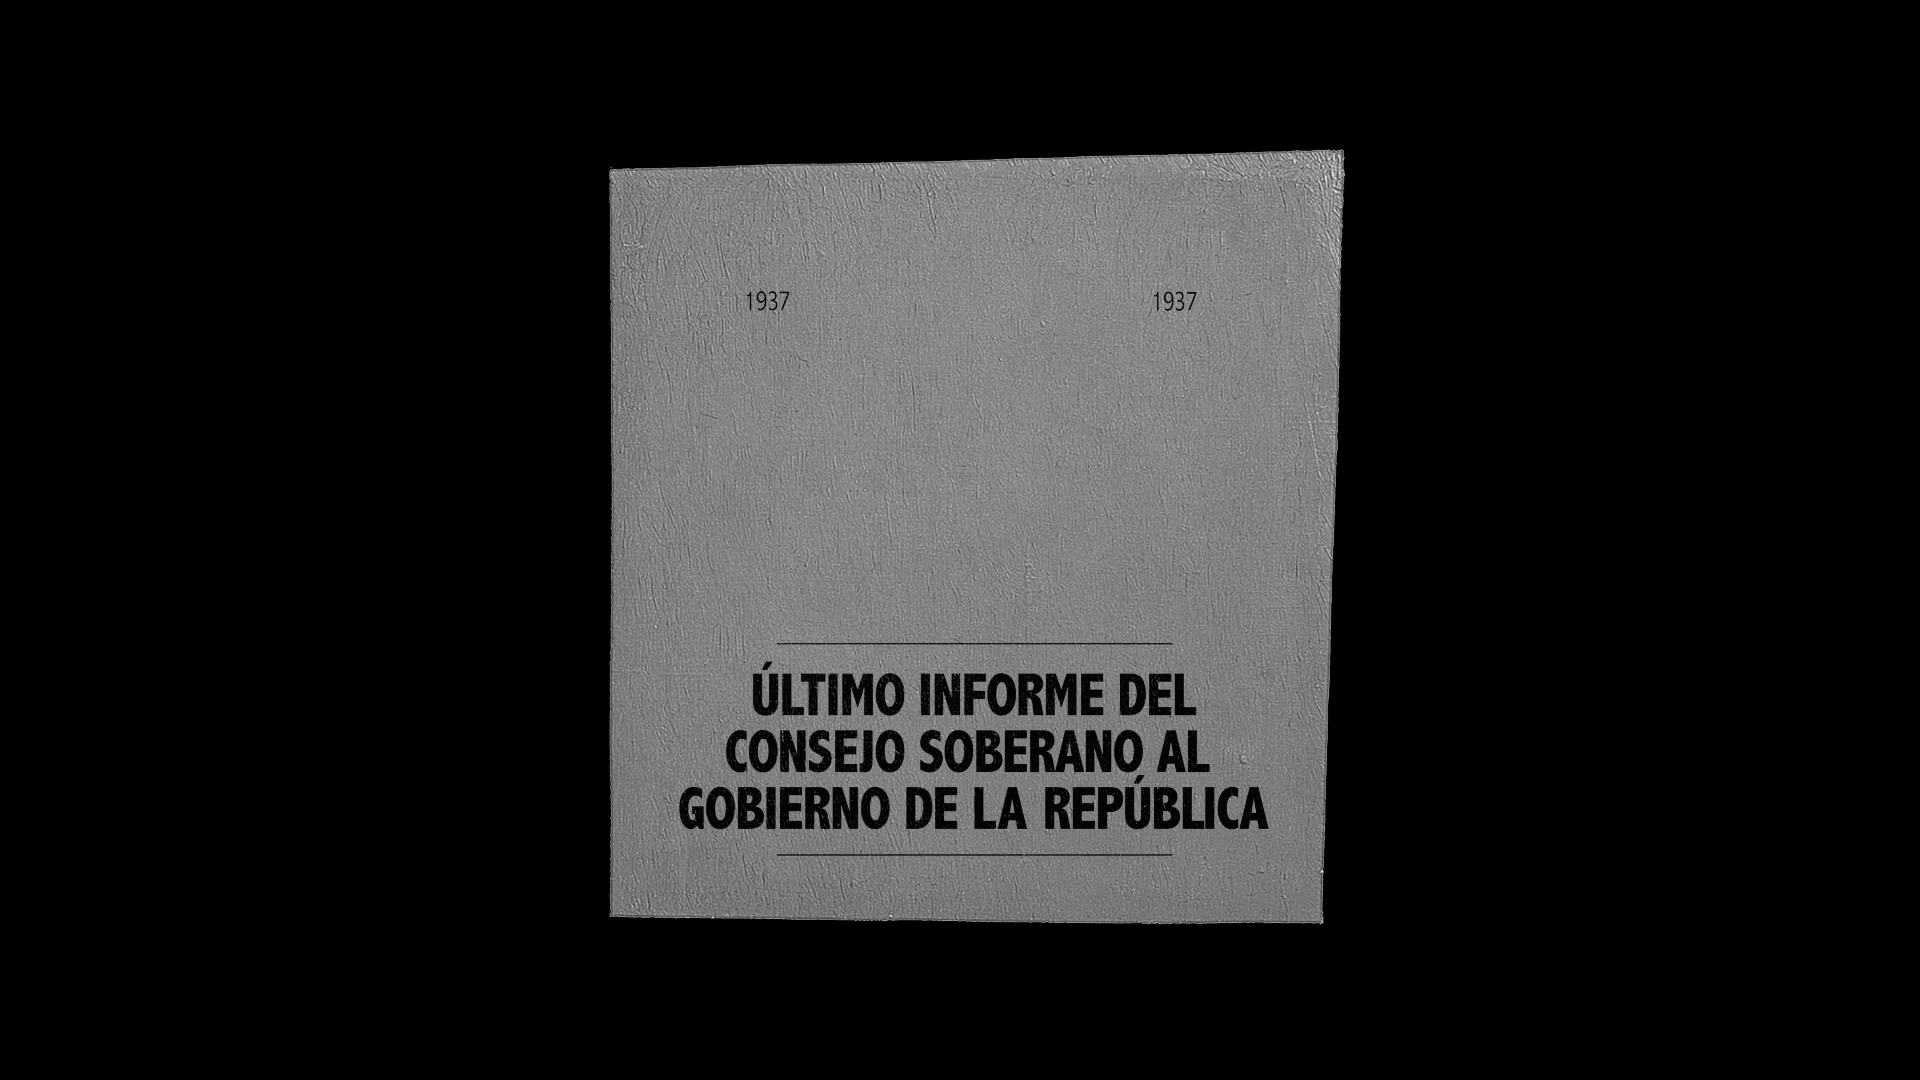 1937 1937
ÚLTIMO INFORME DEL
CONSEJO SOBERANO AL
GOBIERNO DE LA REPÚBLICA